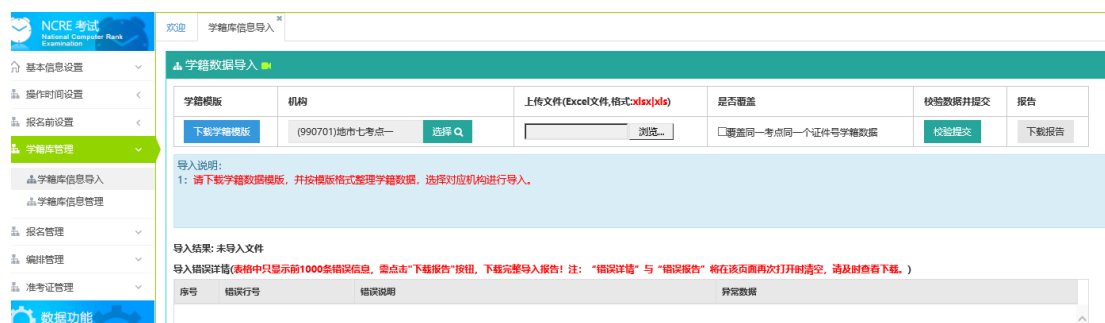 NCRE 考试
National Computer Rank
Examination
欢迎
学籍库信息导入
基本信息设置
操作时间设置
报名前设置
学籍库管理
学籍库信息导入
学籍库信息管理
报名管理
编排管理
准考证管理
数据功能
学籍数据导入
学籍模版 机构 上传文件(Excel文件,格式:xlsx|xls) 是否覆盖 校验数据并提交 报告
下载学籍模版 (990701)地市七考点一 选择 浏览... 覆盖同一考点同一个证件号学籍数据 校验提交 下载报告
导入说明:
1: 请下载学籍数据模版，并按模版格式整理学籍数据，选择对应机构进行导入。
导入结果: 未导入文件
导入错误详情(表格中只显示前1000条错误信息，需点击"下载报告"按钮，下载完整导入报告！注： “错误详情”与“错误报告”将在该页面再次打开时清空，请及时查看下载。)
序号 错误行号 错误说明 异常数据